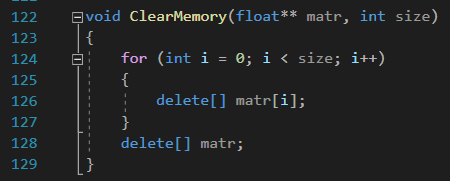 122 void ClearMemory(float** matr, int size)
123 {
124 for (int i = 0; i < size; i++)
125 {
126 delete[] matr[i];
127 }
128 delete[] matr;
129 }